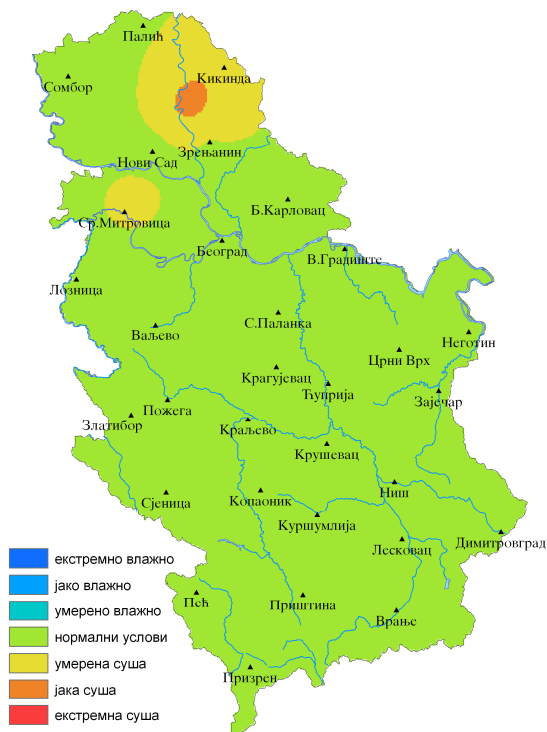 Палић
Кикинда
Сомбор
Зрењанин
Нови Сад
Б.Карловац
Ср.Митровица
Београд
В.Градиште
Лозница
С.Паланка
Ваљево
Неготин
Црни Врх
Крагујевац
Ћуприја
Зајечар
Пожега
Златибор
Краљево
Крушевац
Ниш
Сјеница
Копаоник
Куршумлија
Лесковац
Димитровград
Пећ
Приштина
Врање
Призрен
екстремно влажно
јако влажно
умерено влажно
нормални услови
умерена суша
јака суша
екстремна суша